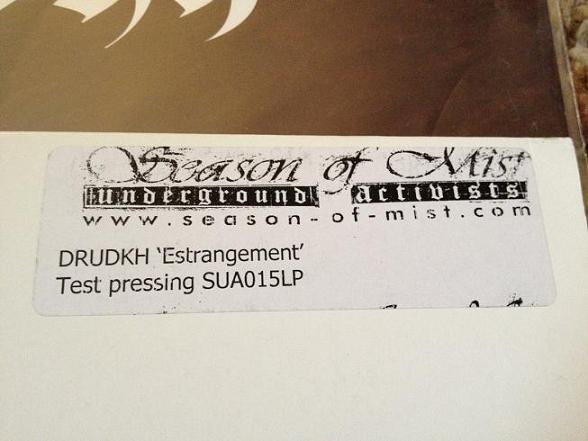 Season of Mist
underground activists
www.season-of-mist.com
DRUDKH ‘Estrangement’
Test pressing SUA015LP